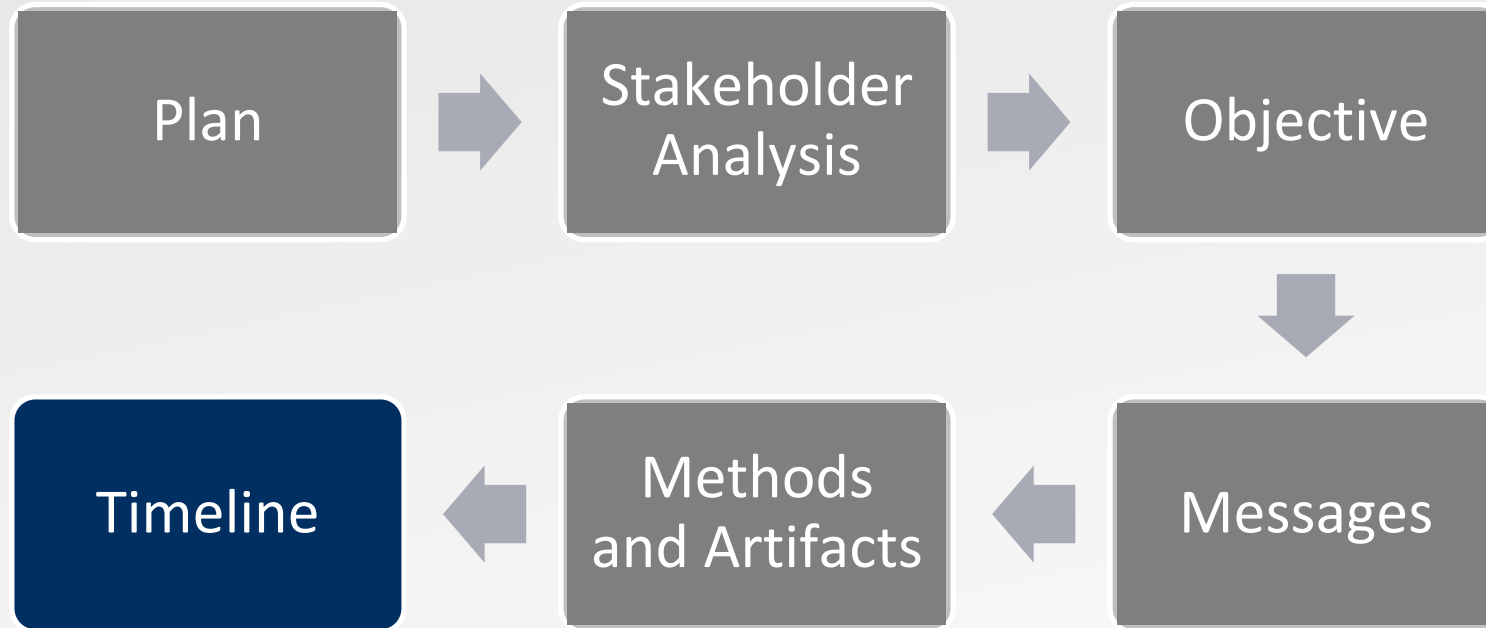 Plan
Stakeholder
Analysis
Objective
Messages
Methods
and Artifacts
Timeline